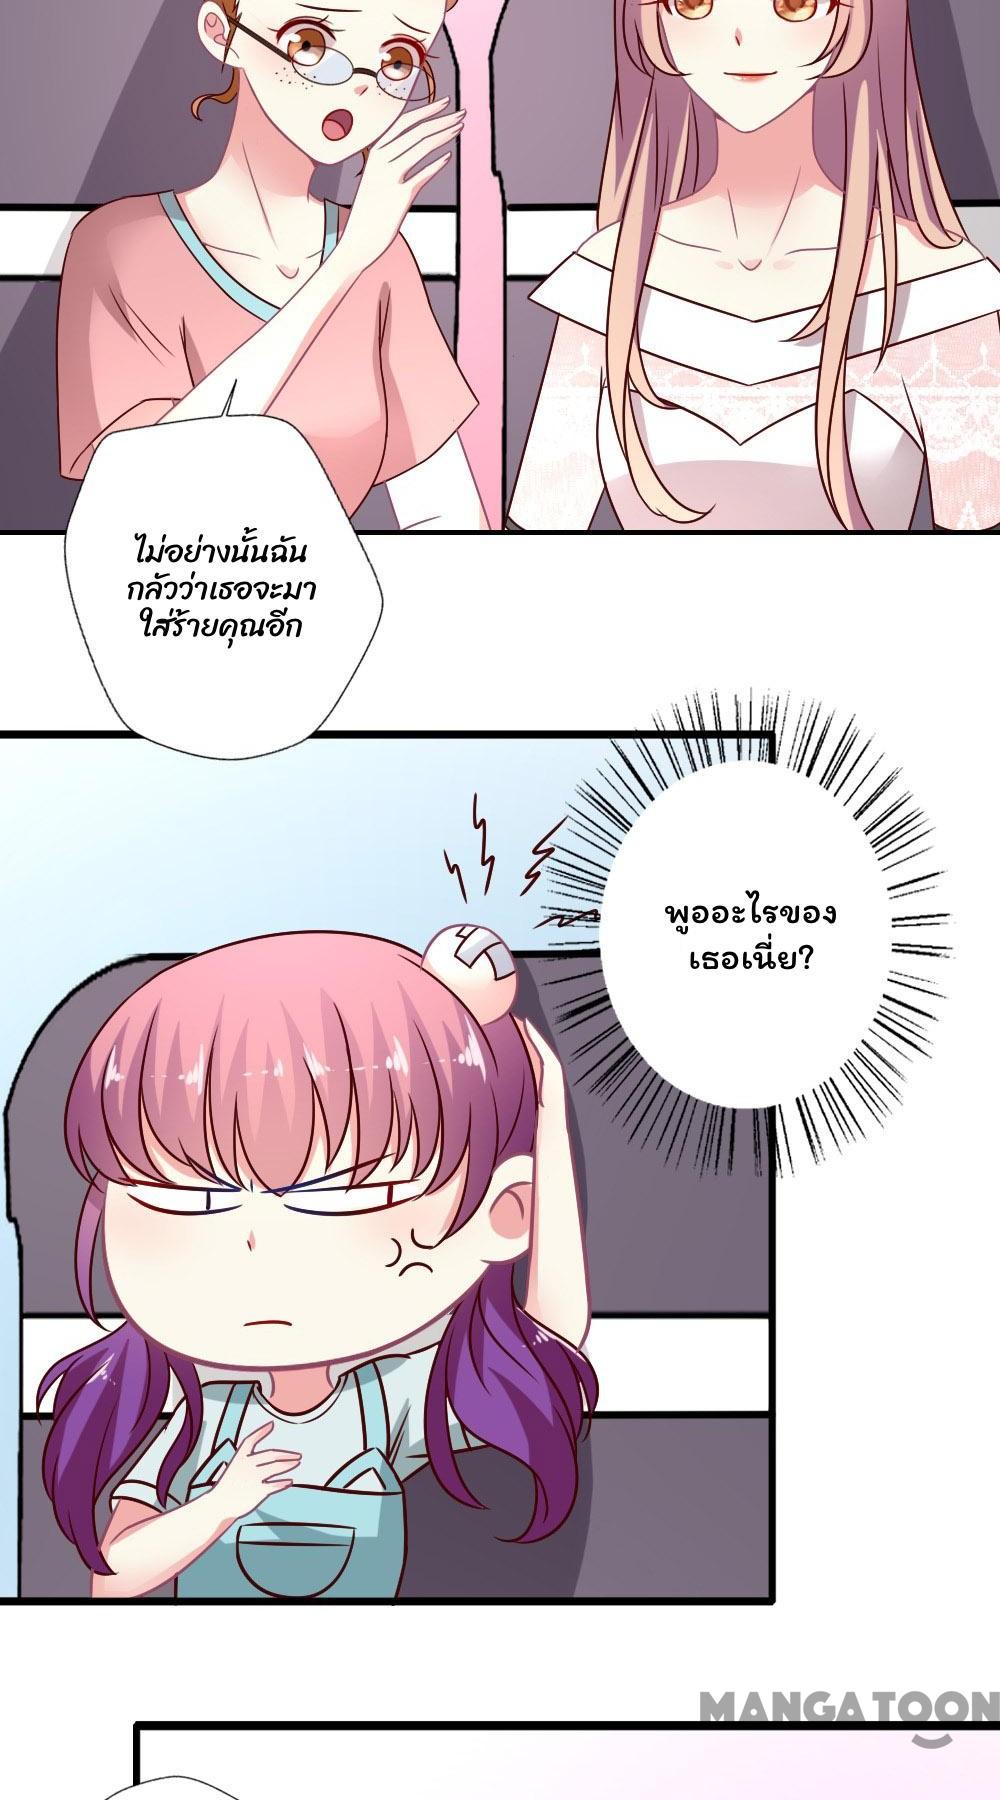 ไม่อย่างนั้นฉัน
กลัวว่าเธอจะมา
ใส่ร้ายคุณอีก
พูออะไรของ
เธอเนี่ย?
MANGATOON